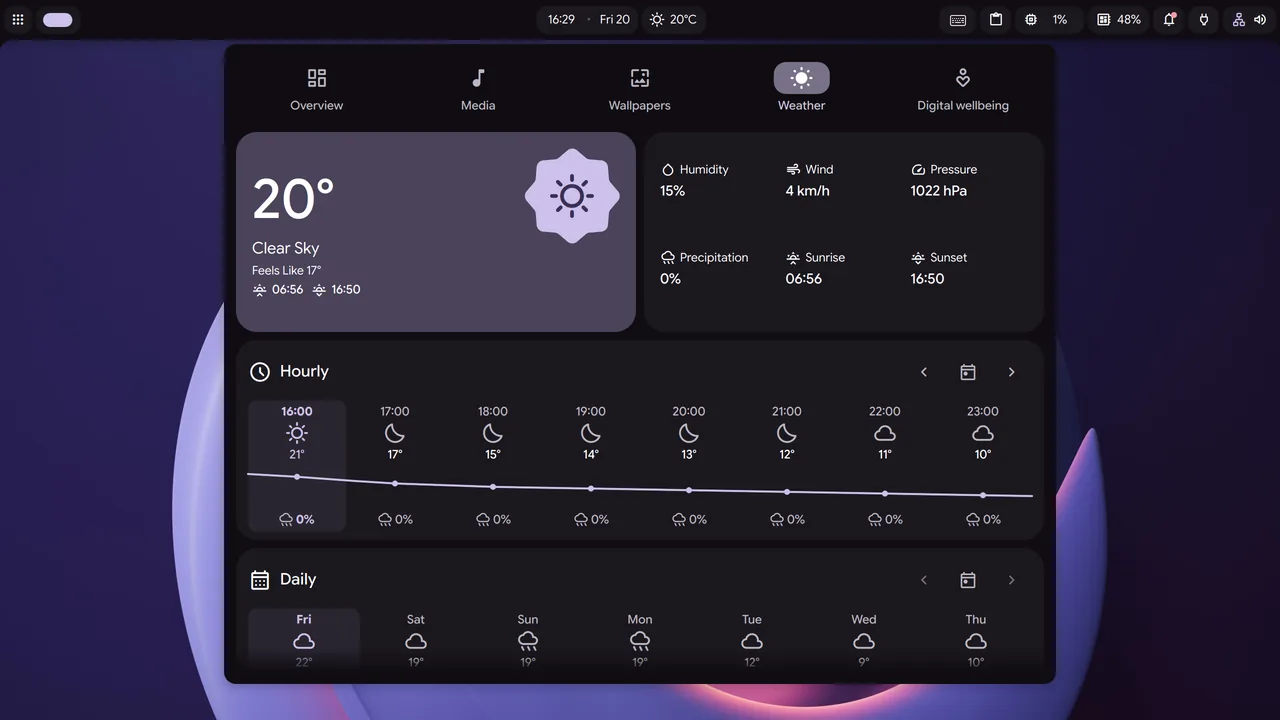 16:29 • Fri 20 20°C 1% 48%
Overview Media Wallpapers Weather Digital wellbeing
20°
Clear Sky
Feels Like 17°
06:56 16:50
Humidity Wind Pressure
15% 4 km/h 1022 hPa
Precipitation Sunrise Sunset
0% 06:56 16:50
Hourly
16:00 17:00 18:00 19:00 20:00 21:00 22:00 23:00
21° 17° 15° 14° 13° 12° 11° 10°
0% 0% 0% 0% 0% 0% 0% 0%
Daily
Fri Sat Sun Mon Tue Wed Thu
22° 19° 19° 19° 12° 9° 10°